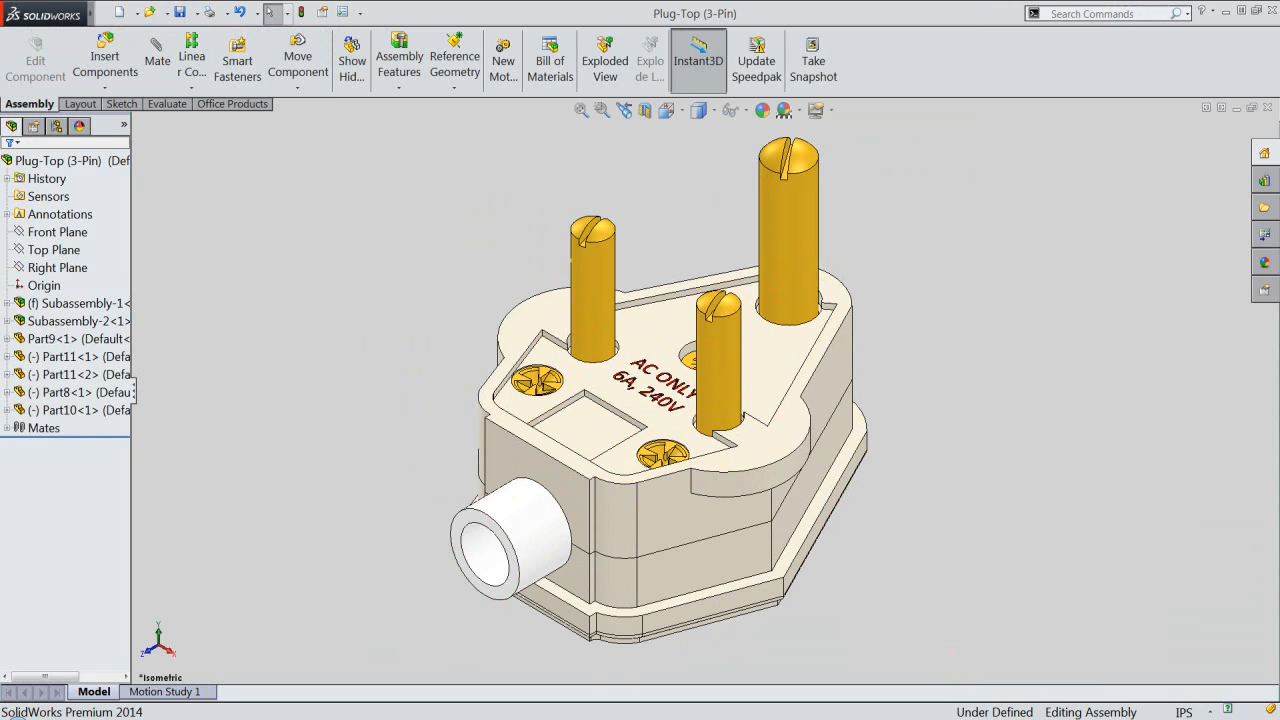 SOLIDWORKS
Plug-Top (3-Pin)
Search Commands
Edit Component
Insert Components
Mate
Linea r Co...
Smart Fasteners
Move Component
Show Hid...
Assembly Features
Reference Geometry
New Mot...
Bill of Materials
Exploded View
Explo de L...
Instant3D
Update Speedpak
Take Snapshot
Assembly
Layout
Sketch
Evaluate
Office Products
Plug-Top (3-Pin) (Def
History
Sensors
Annotations
Front Plane
Top Plane
Right Plane
Origin
(f) Subassembly-1<
Subassembly-2<1>
Part9<1> (Default<
(-) Part11<1> (Defa
(-) Part11<2> (Defa
(-) Part8<1> (Defau
(-) Part10<1> (Defa
Mates
AC ONLY
6A, 240V
Y
Z
X
*Isometric
Model
Motion Study 1
SolidWorks Premium 2014
Under Defined
Editing Assembly
IPS